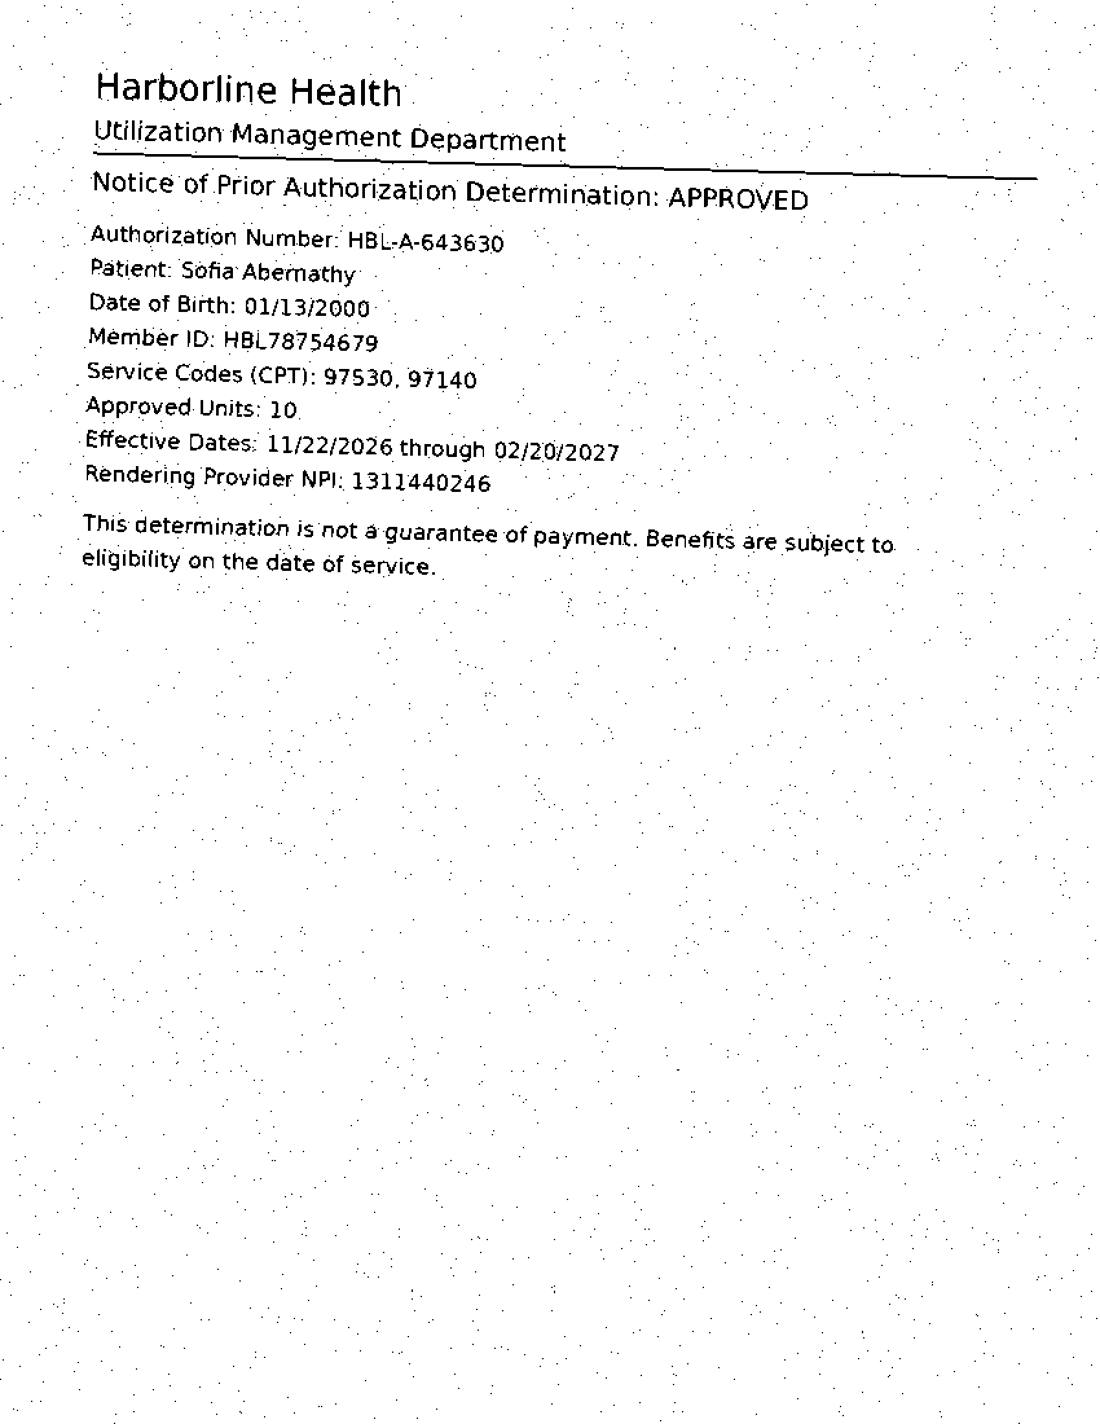 Harborline Health
Utilization Management Department
Notice of Prior Authorization Determination: APPROVED
Authorization Number: HBL-A-643630
Patient: Sofia Abernathy
Date of Birth: 01/13/2000
Member ID: HBL78754679
Service Codes (CPT): 97530, 97140
Approved Units: 10
Effective Dates: 11/22/2026 through 02/20/2027
Rendering Provider NPI: 1311440246
This determination is not a guarantee of payment. Benefits are subject to
eligibility on the date of service.